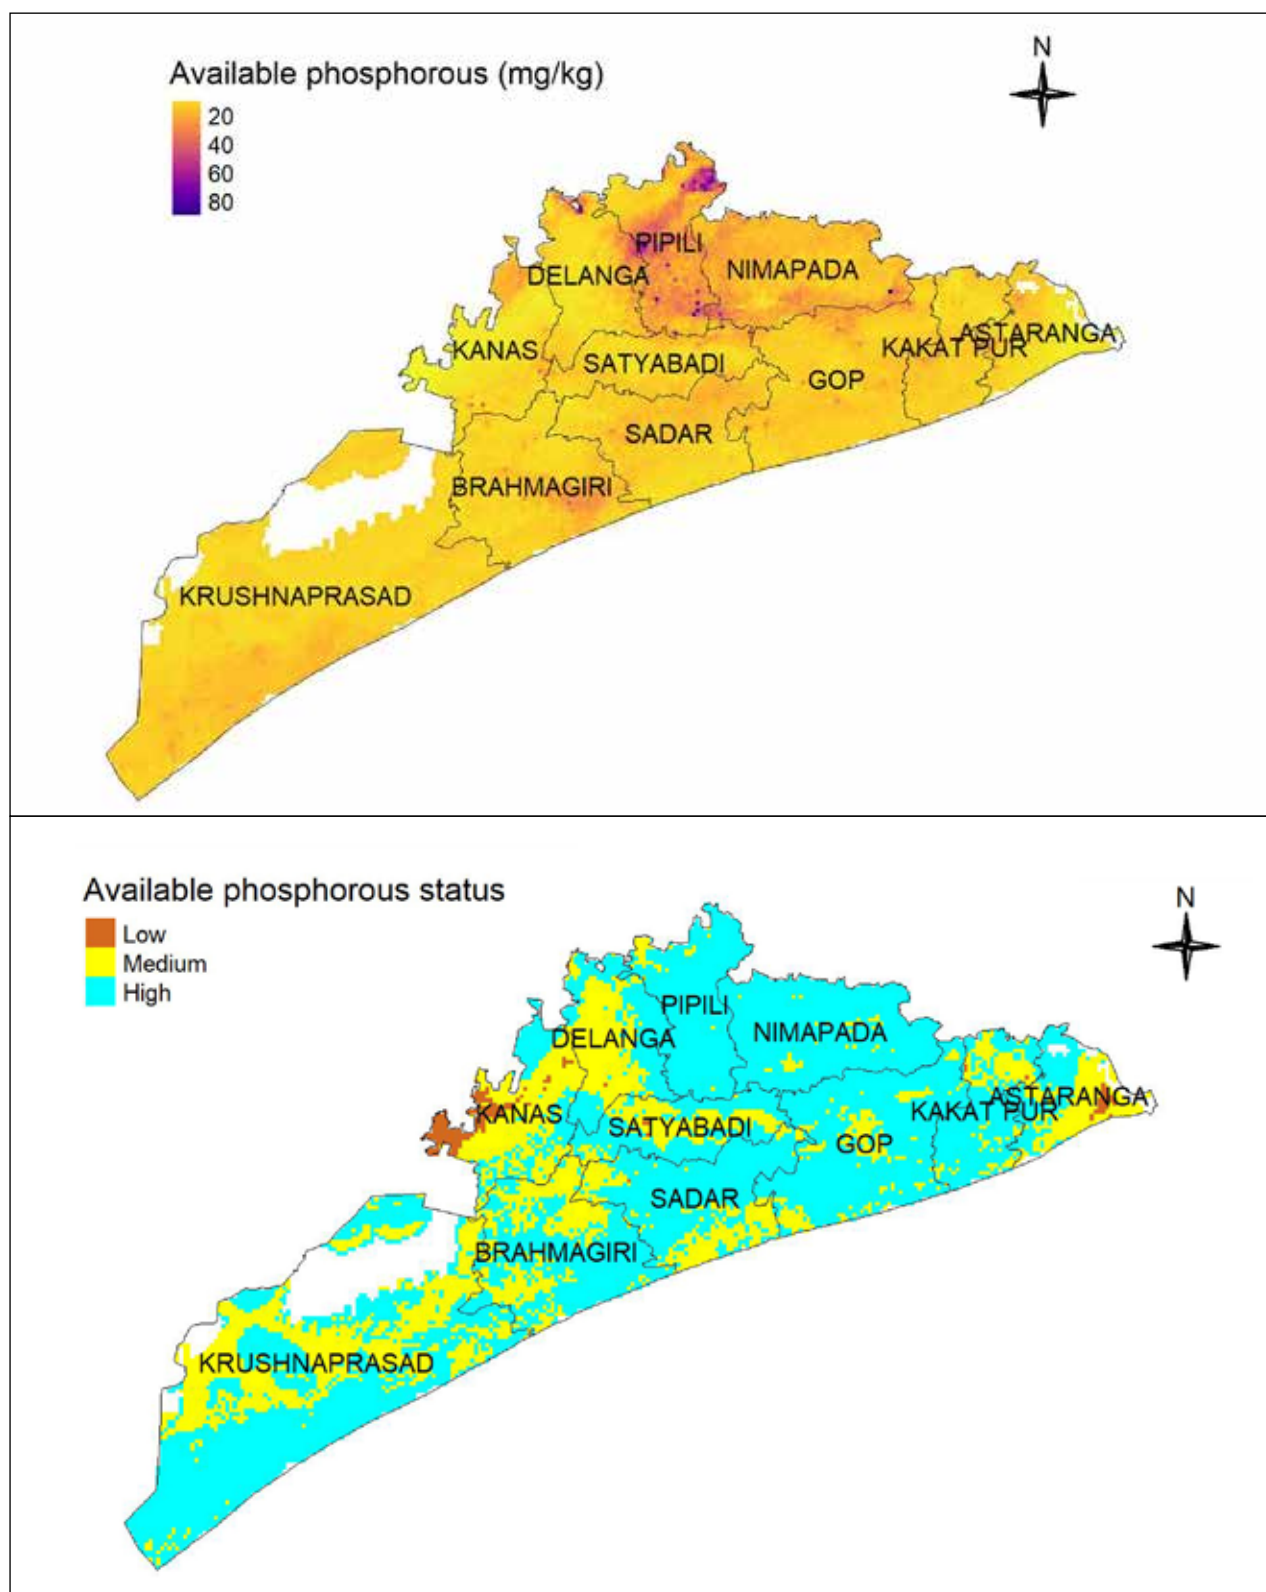 N
Available phosphorous (mg/kg)
20
40
60
80
PIPILI
DELANGA
NIMAPADA
ASTARANGA
KAKAT PUR
KANAS
SATYABADI
GOP
SADAR
BRAHMAGIRI
KRUSHNAPRASAD
Available phosphorous status
N
Low
Medium
High
PIPILI
NIMAPADA
DELANGA
ASTARANGA
KAKAT PUR
KANAS
SATYABADI
GOP
SADAR
BRAHMAGIRI
KRUSHNAPRASAD